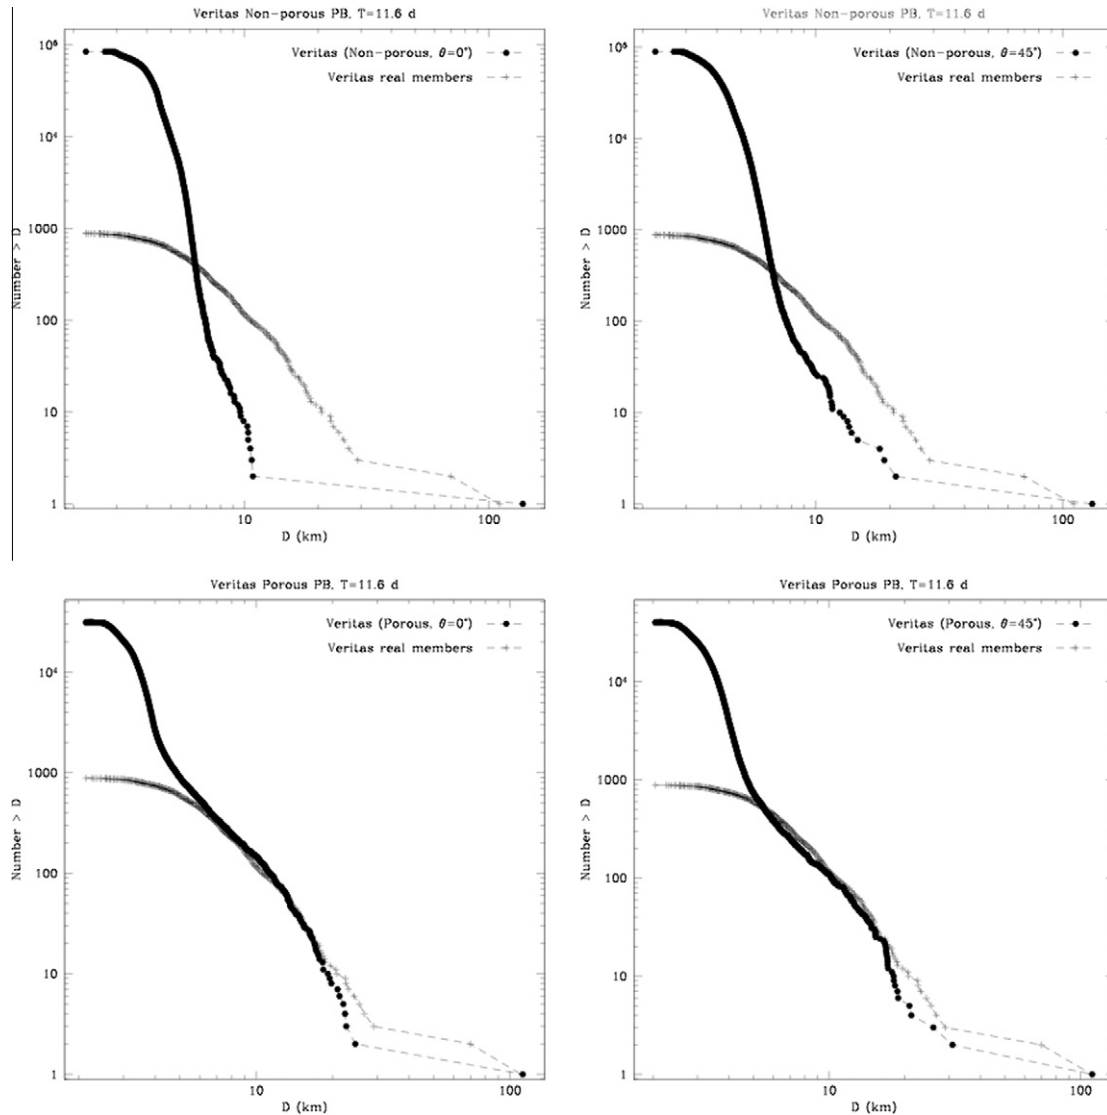 Veritas Non-porous PB, T=11.6 d
Veritas (Non-porous, θ=0°)
Veritas real members
10⁵
10⁴
1000
100
10
1
Number > D
10
100
D (km)
Veritas Non-porous PB, T=11.6 d
Veritas (Non-porous, θ=45°)
Veritas real members
10⁵
10⁴
1000
100
10
1
Number > D
10
100
D (km)
Veritas Porous PB, T=11.6 d
Veritas (Porous, θ=0°)
Veritas real members
10⁴
1000
100
10
1
Number > D
10
100
D (km)
Veritas Porous PB, T=11.6 d
Veritas (Porous, θ=45°)
Veritas real members
10⁴
1000
100
10
1
Number > D
10
100
D (km)